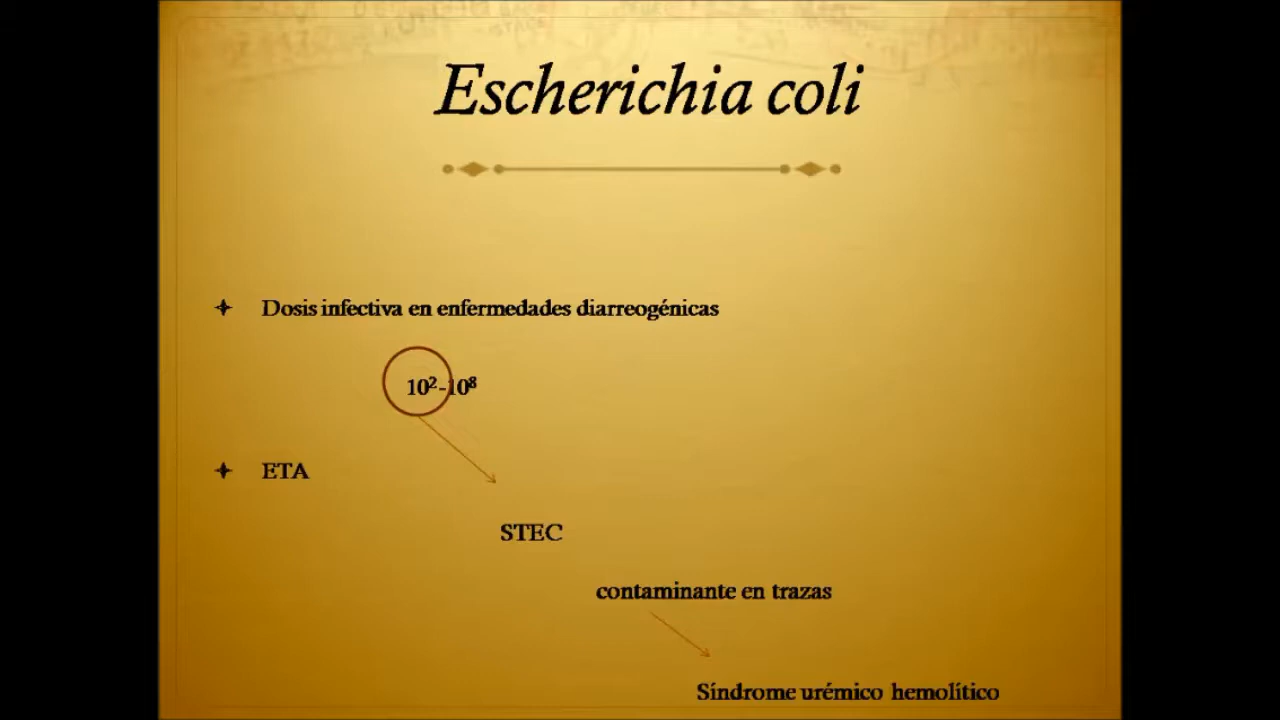 Escherichia coli
Dosis infectiva en enfermedades diarreogénicas
10²-10⁸
ETA
STEC
contaminante en trazas
Síndrome urémico hemolítico